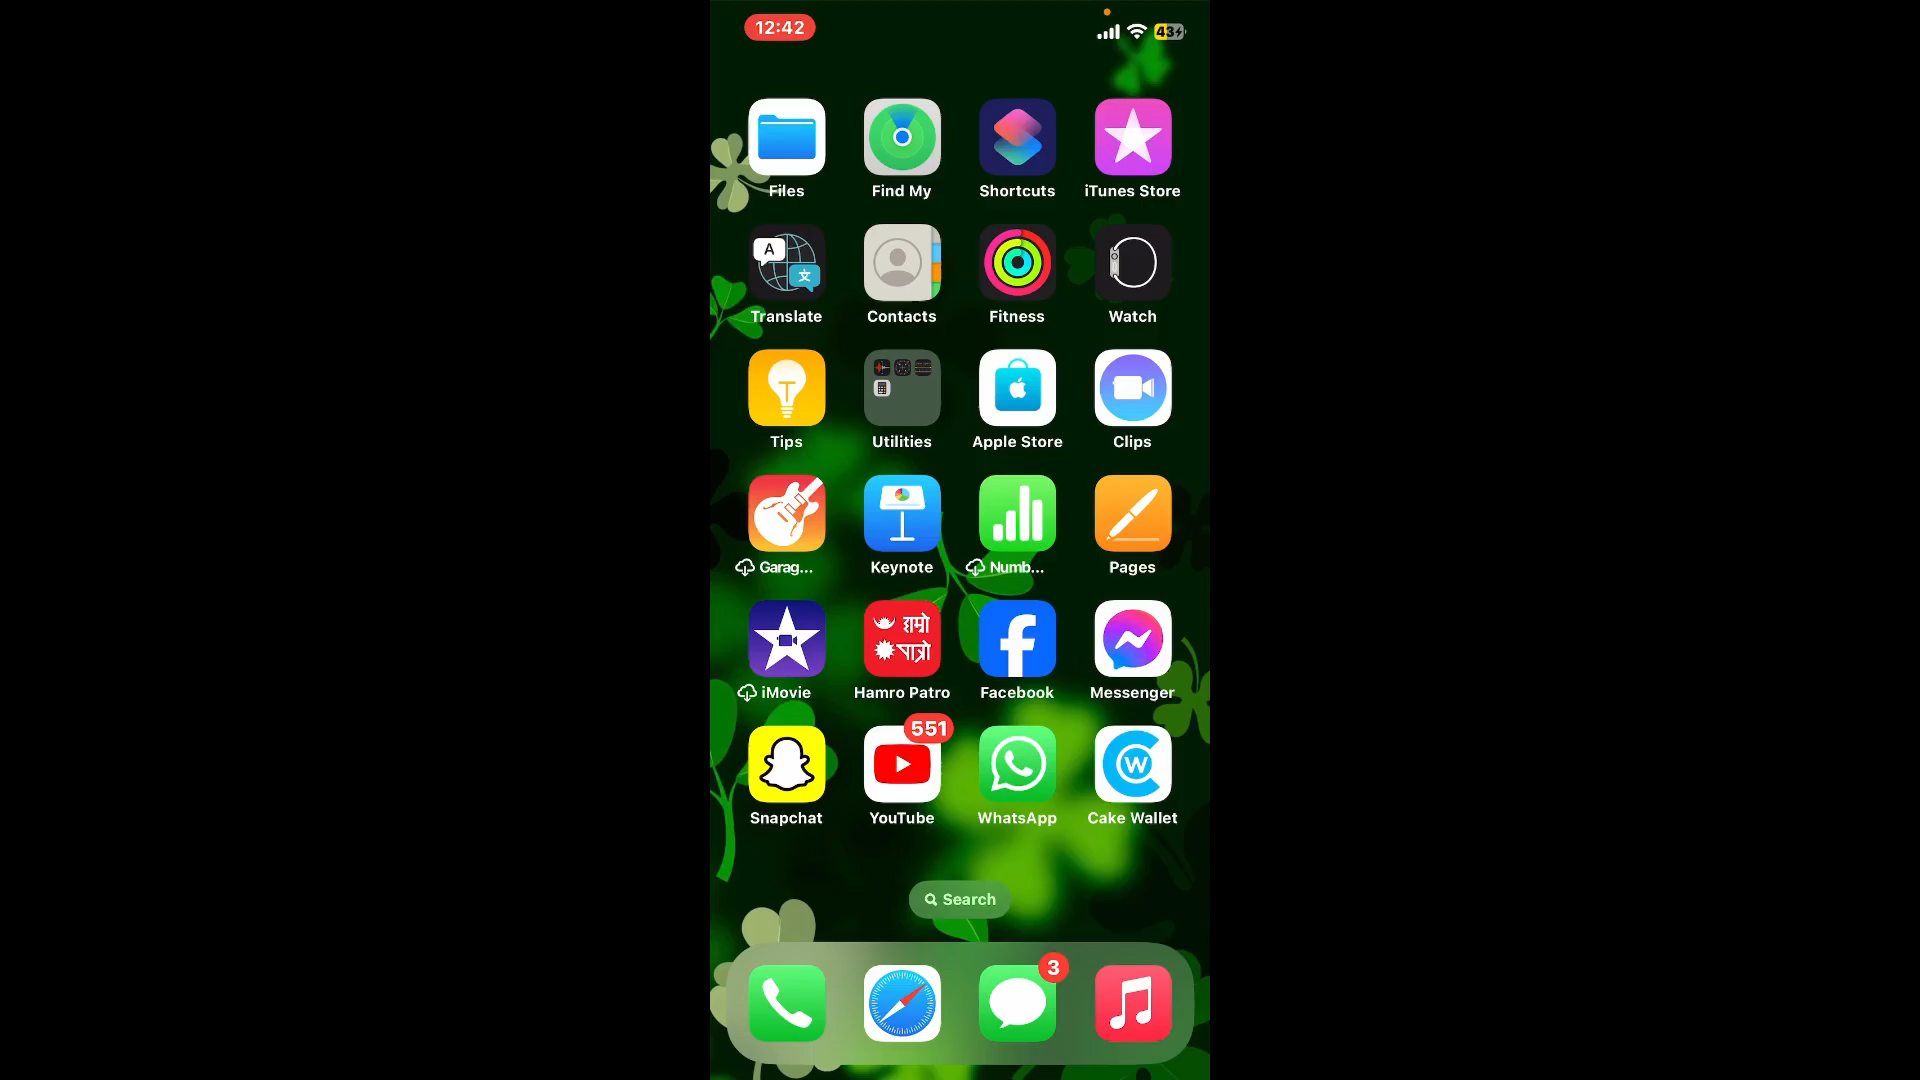 12:42
43
Files Find My Shortcuts iTunes Store
A
文
Translate Contacts Fitness Watch
Tips Utilities Apple Store Clips
Garag... Keynote Numb... Pages
हाम्रो
पात्रो
iMovie Hamro Patro Facebook Messenger
551
W
Snapchat YouTube WhatsApp Cake Wallet
Search
3